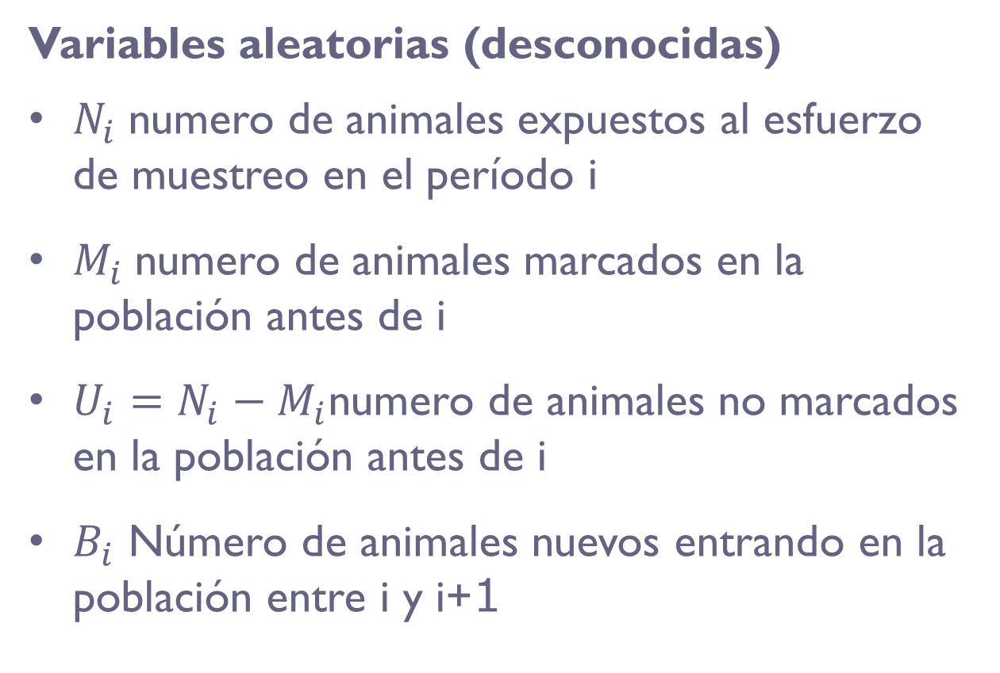 Variables aleatorias (desconocidas)
• $N_i$ numero de animales expuestos al esfuerzo
de muestreo en el período i
• $M_i$ numero de animales marcados en la
población antes de i
• $U_i = N_i - M_i$numero de animales no marcados
en la población antes de i
• $B_i$ Número de animales nuevos entrando en la
población entre i y i+1